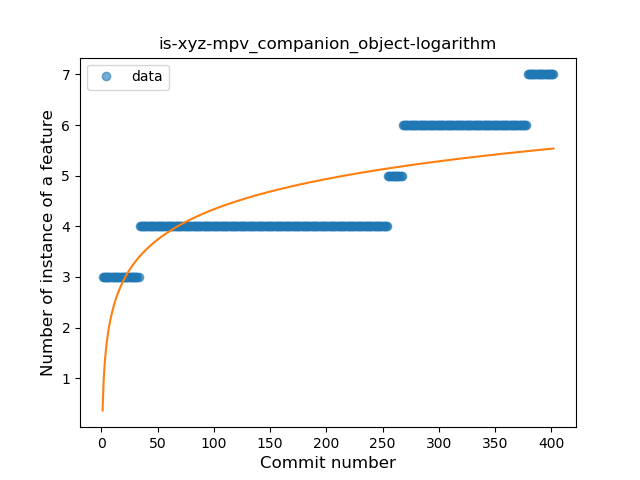 is-xyz-mpv_companion_object-logarithm
data
Number of instance of a feature
7
6
5
4
3
2
1
0 50 100 150 200 250 300 350 400
Commit number